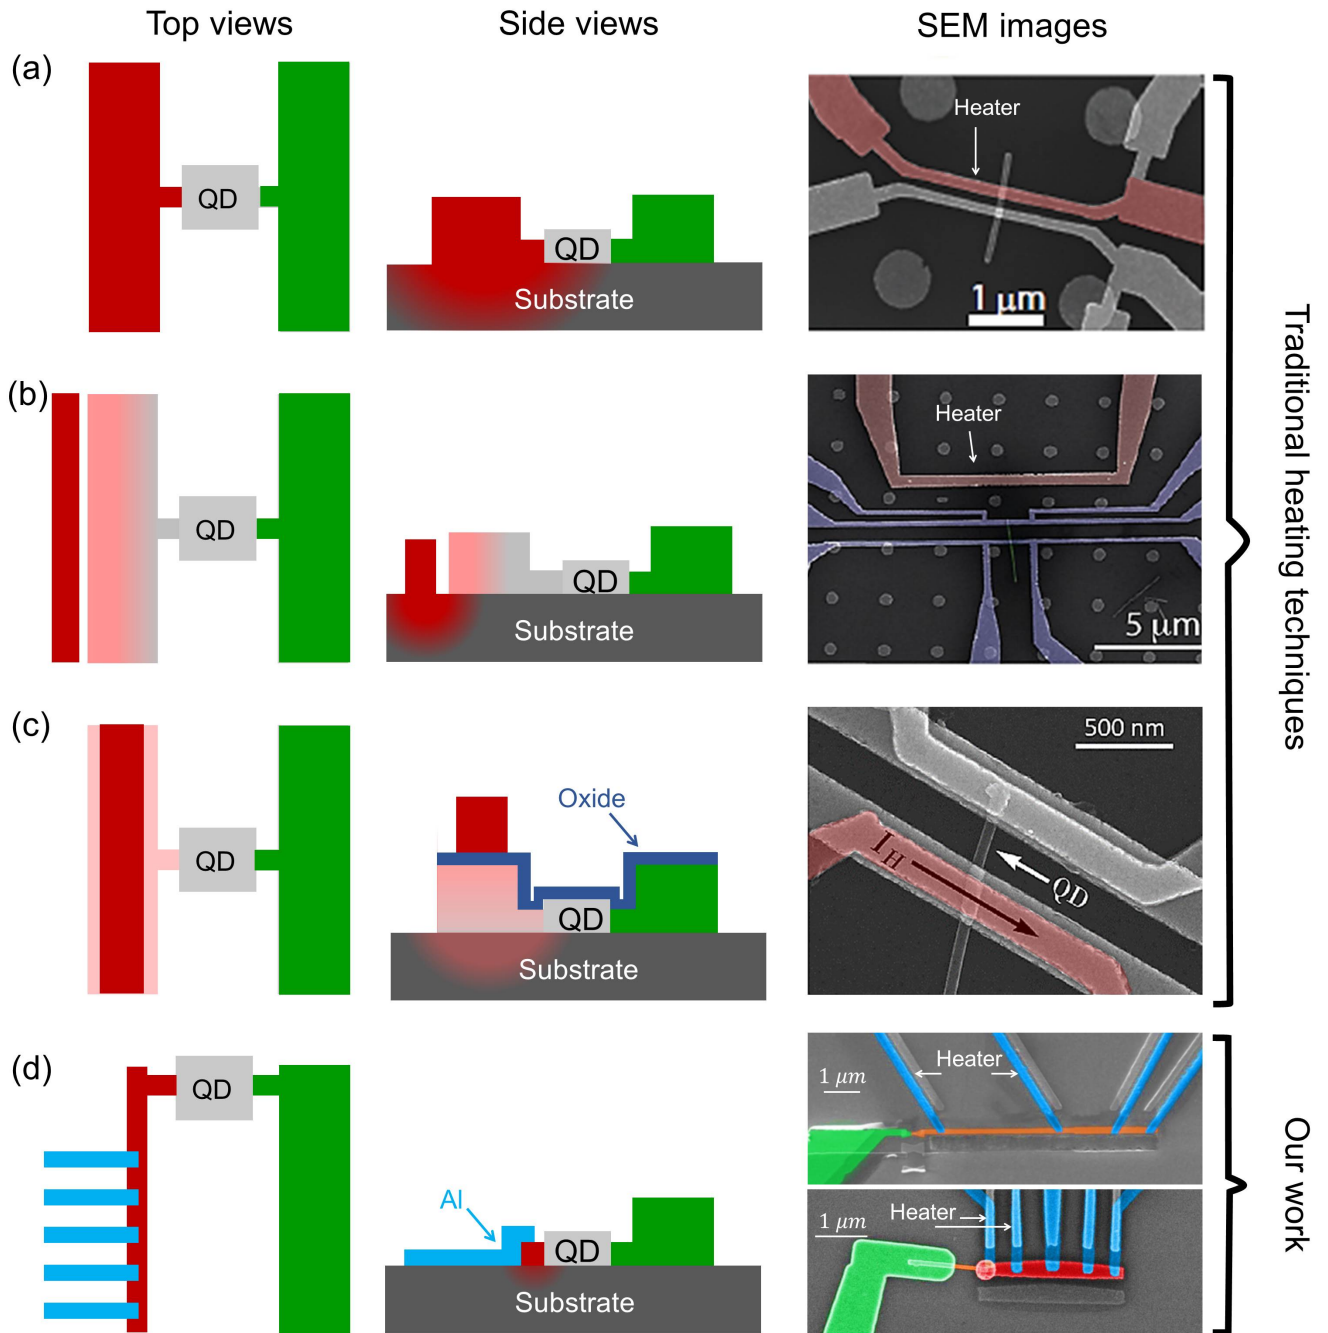 Top views
Side views
SEM images
(a)
QD
QD
Substrate
Heater
1 μm
(b)
QD
QD
Substrate
Heater
5 μm
(c)
QD
Oxide
QD
Substrate
500 nm
I_H
QD
Traditional heating techniques
(d)
QD
Al
QD
Substrate
Heater
1 μm
Heater
1 μm
Our work